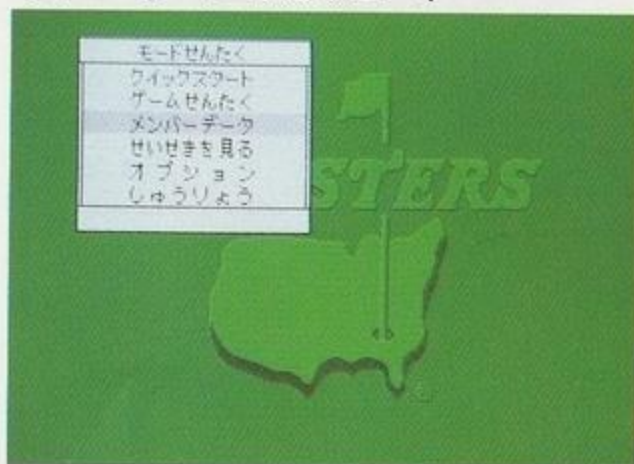 モードせんたく
クイックスタート
ゲームせんたく
メンバーデータ
せいせきを見る
オプション
しゅうりょう
STERS